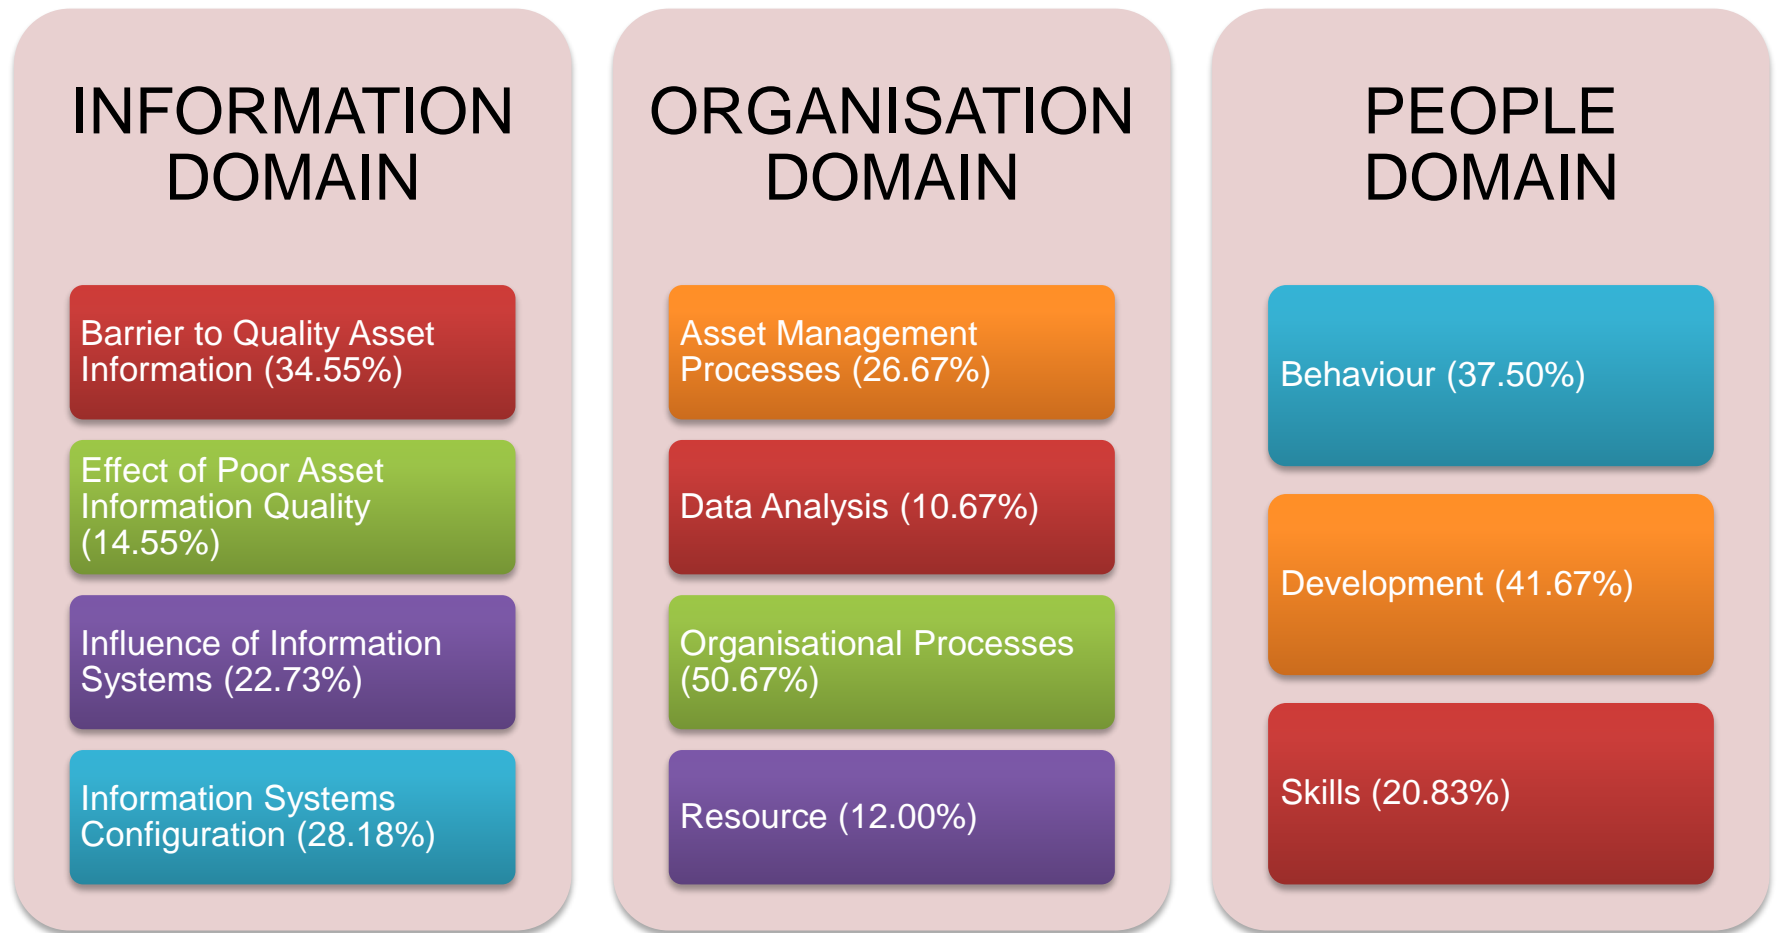 INFORMATION
DOMAIN
Barrier to Quality Asset
Information (34.55%)
Effect of Poor Asset
Information Quality
(14.55%)
Influence of Information
Systems (22.73%)
Information Systems
Configuration (28.18%)
ORGANISATION
DOMAIN
Asset Management
Processes (26.67%)
Data Analysis (10.67%)
Organisational Processes
(50.67%)
Resource (12.00%)
PEOPLE
DOMAIN
Behaviour (37.50%)
Development (41.67%)
Skills (20.83%)